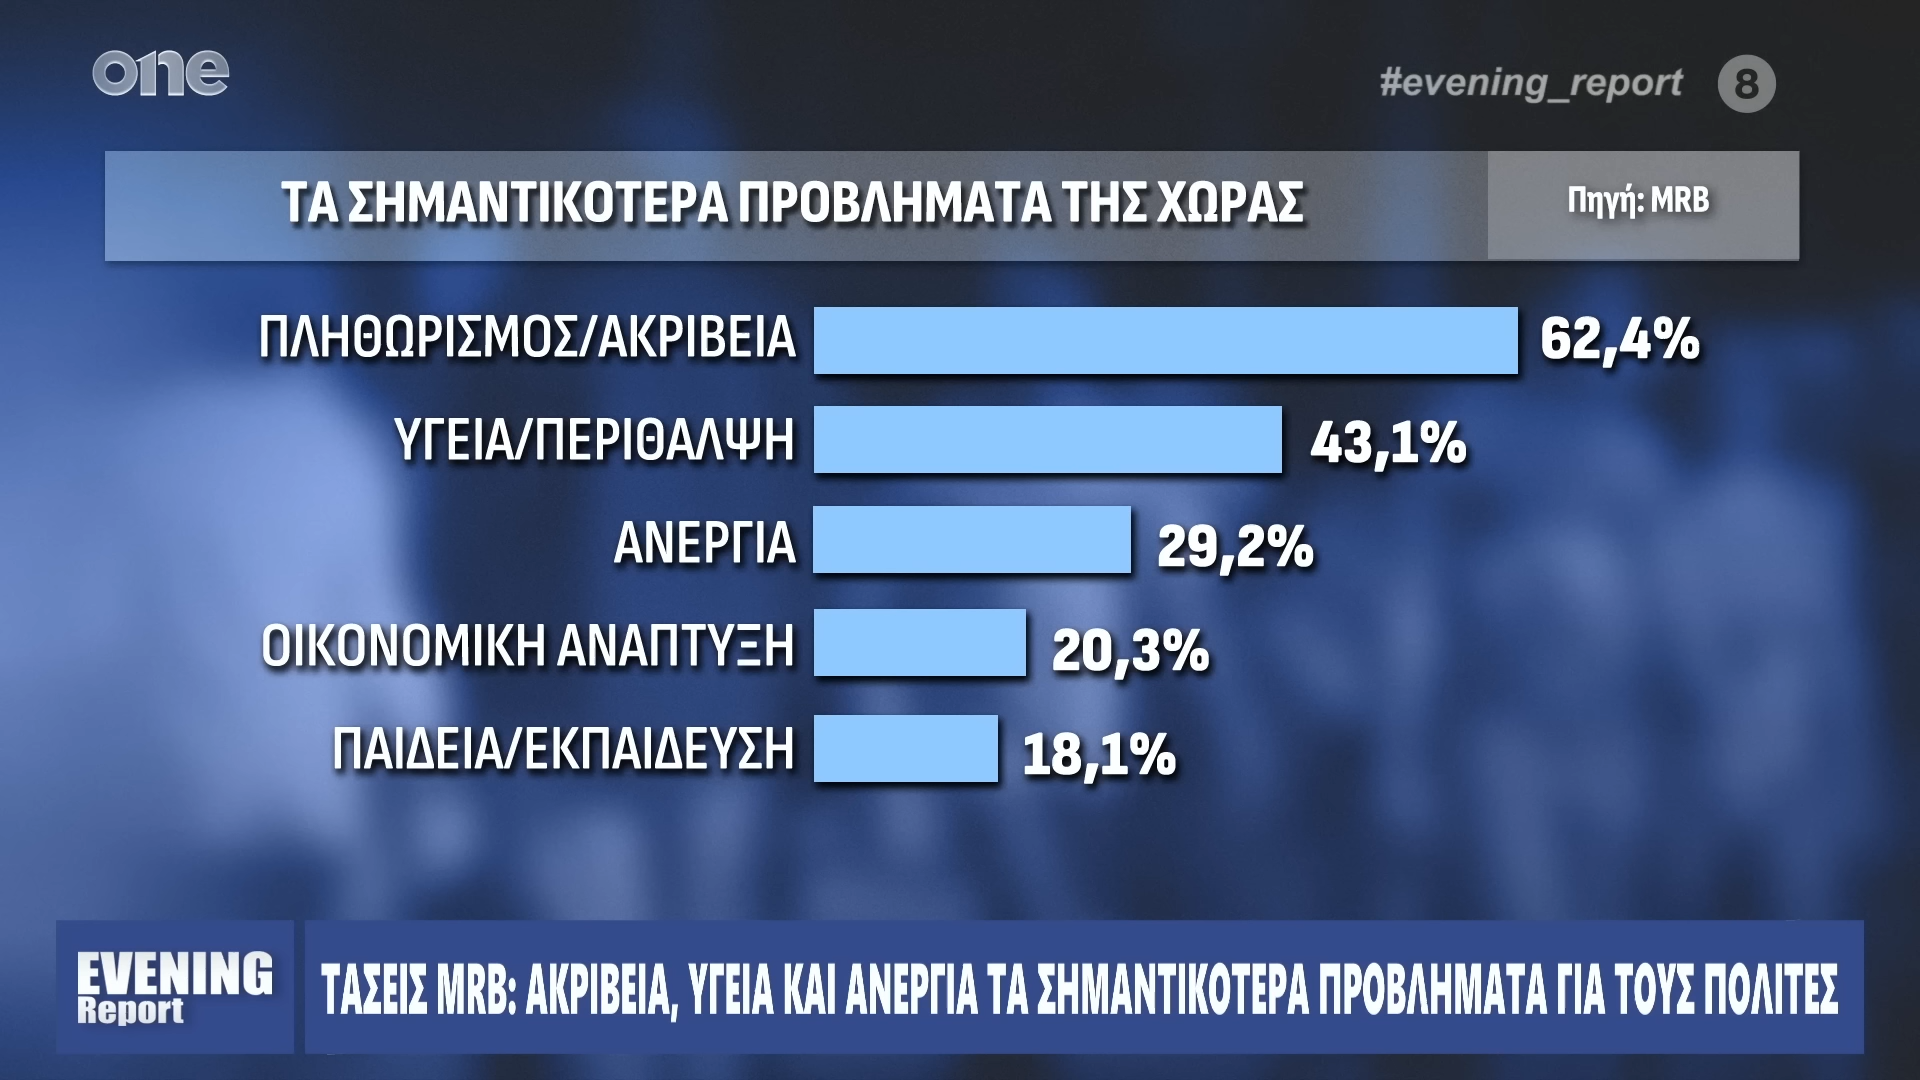 one
#evening_report 8
ΤΑ ΣΗΜΑΝΤΙΚΟΤΕΡΑ ΠΡΟΒΛΗΜΑΤΑ ΤΗΣ ΧΩΡΑΣ
Πηγή: MRB
ΠΛΗΘΩΡΙΣΜΟΣ/ΑΚΡΙΒΕΙΑ 62,4%
ΥΓΕΙΑ/ΠΕΡΙΘΑΛΨΗ 43,1%
ΑΝΕΡΓΙΑ 29,2%
ΟΙΚΟΝΟΜΙΚΗ ΑΝΑΠΤΥΞΗ 20,3%
ΠΑΙΔΕΙΑ/ΕΚΠΑΙΔΕΥΣΗ 18,1%
EVENING
Report
ΤΑΣΕΙΣ MRB: ΑΚΡΙΒΕΙΑ, ΥΓΕΙΑ ΚΑΙ ΑΝΕΡΓΙΑ ΤΑ ΣΗΜΑΝΤΙΚΟΤΕΡΑ ΠΡΟΒΛΗΜΑΤΑ ΓΙΑ ΤΟΥΣ ΠΟΛΙΤΕΣ